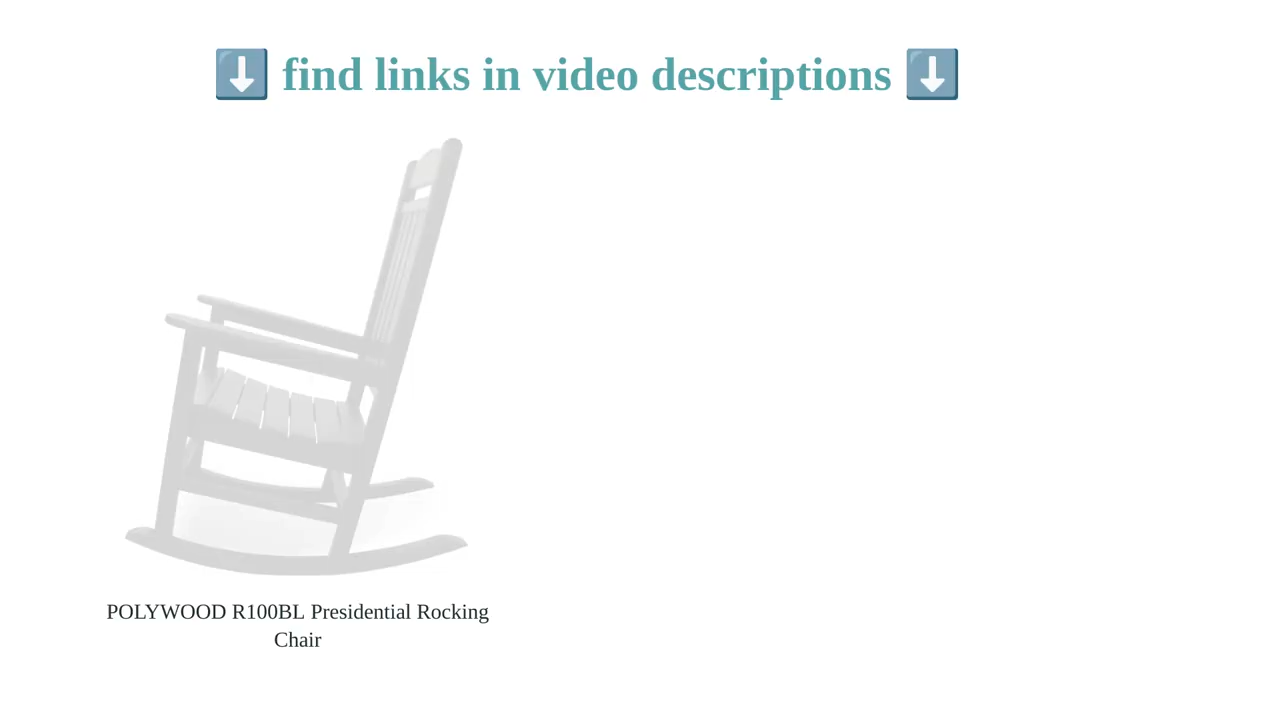 ⬇️ find links in video descriptions ⬇️
POLYWOOD R100BL Presidential Rocking
Chair